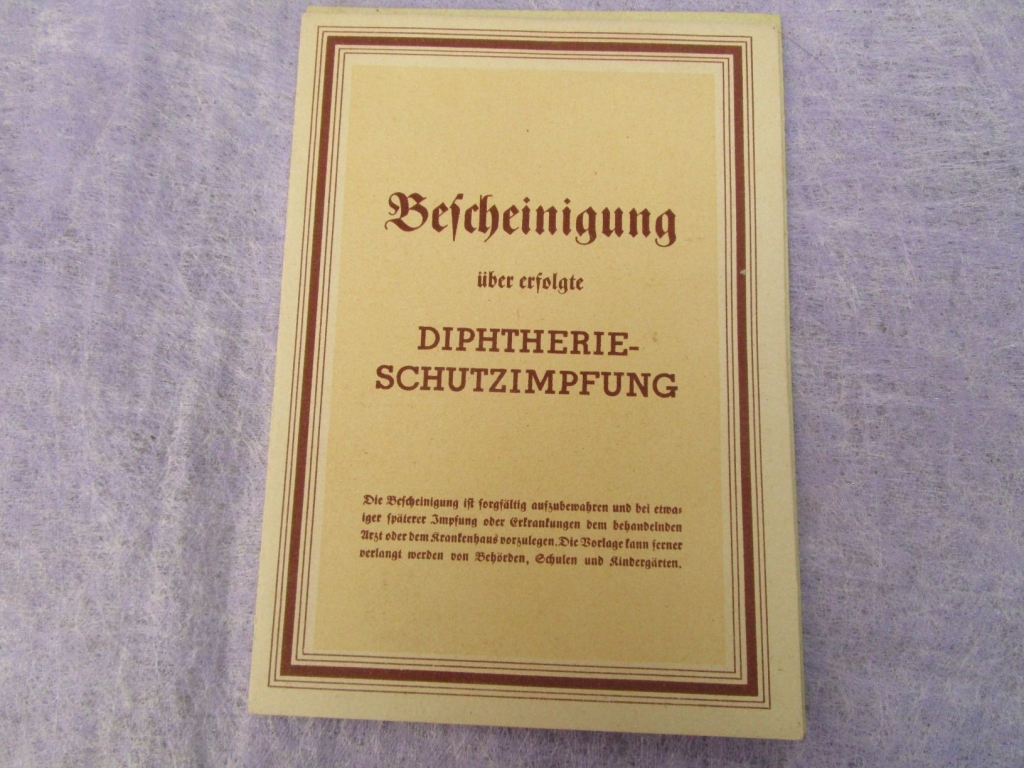 Bescheinigung
über erfolgte
DIPHTHERIE-
SCHUTZIMPFUNG
Die Bescheinigung ist sorgfältig aufzubewahren und bei etwa-
iger späterer Impfung oder Erkrankungen dem behandelnden
Arzt oder dem Krankenhaus vorzulegen. Die Vorlage kann ferner
verlangt werden von Behörden, Schulen und Kindergärten.